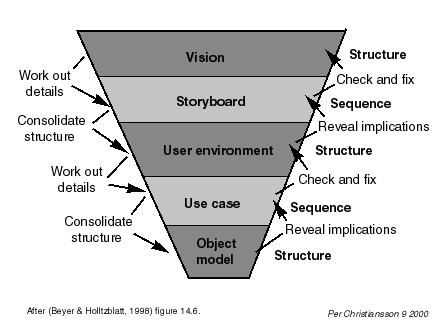 Vision
Structure
Work out
details
Check and fix
Storyboard
Sequence
Consolidate
structure
Reveal implications
User environment
Structure
Work out
details
Check and fix
Use case
Sequence
Consolidate
structure
Reveal implications
Object
model
Structure
After (Beyer & Holltzblatt, 1998) figure 14.6.
Per Christiansson 9 2000